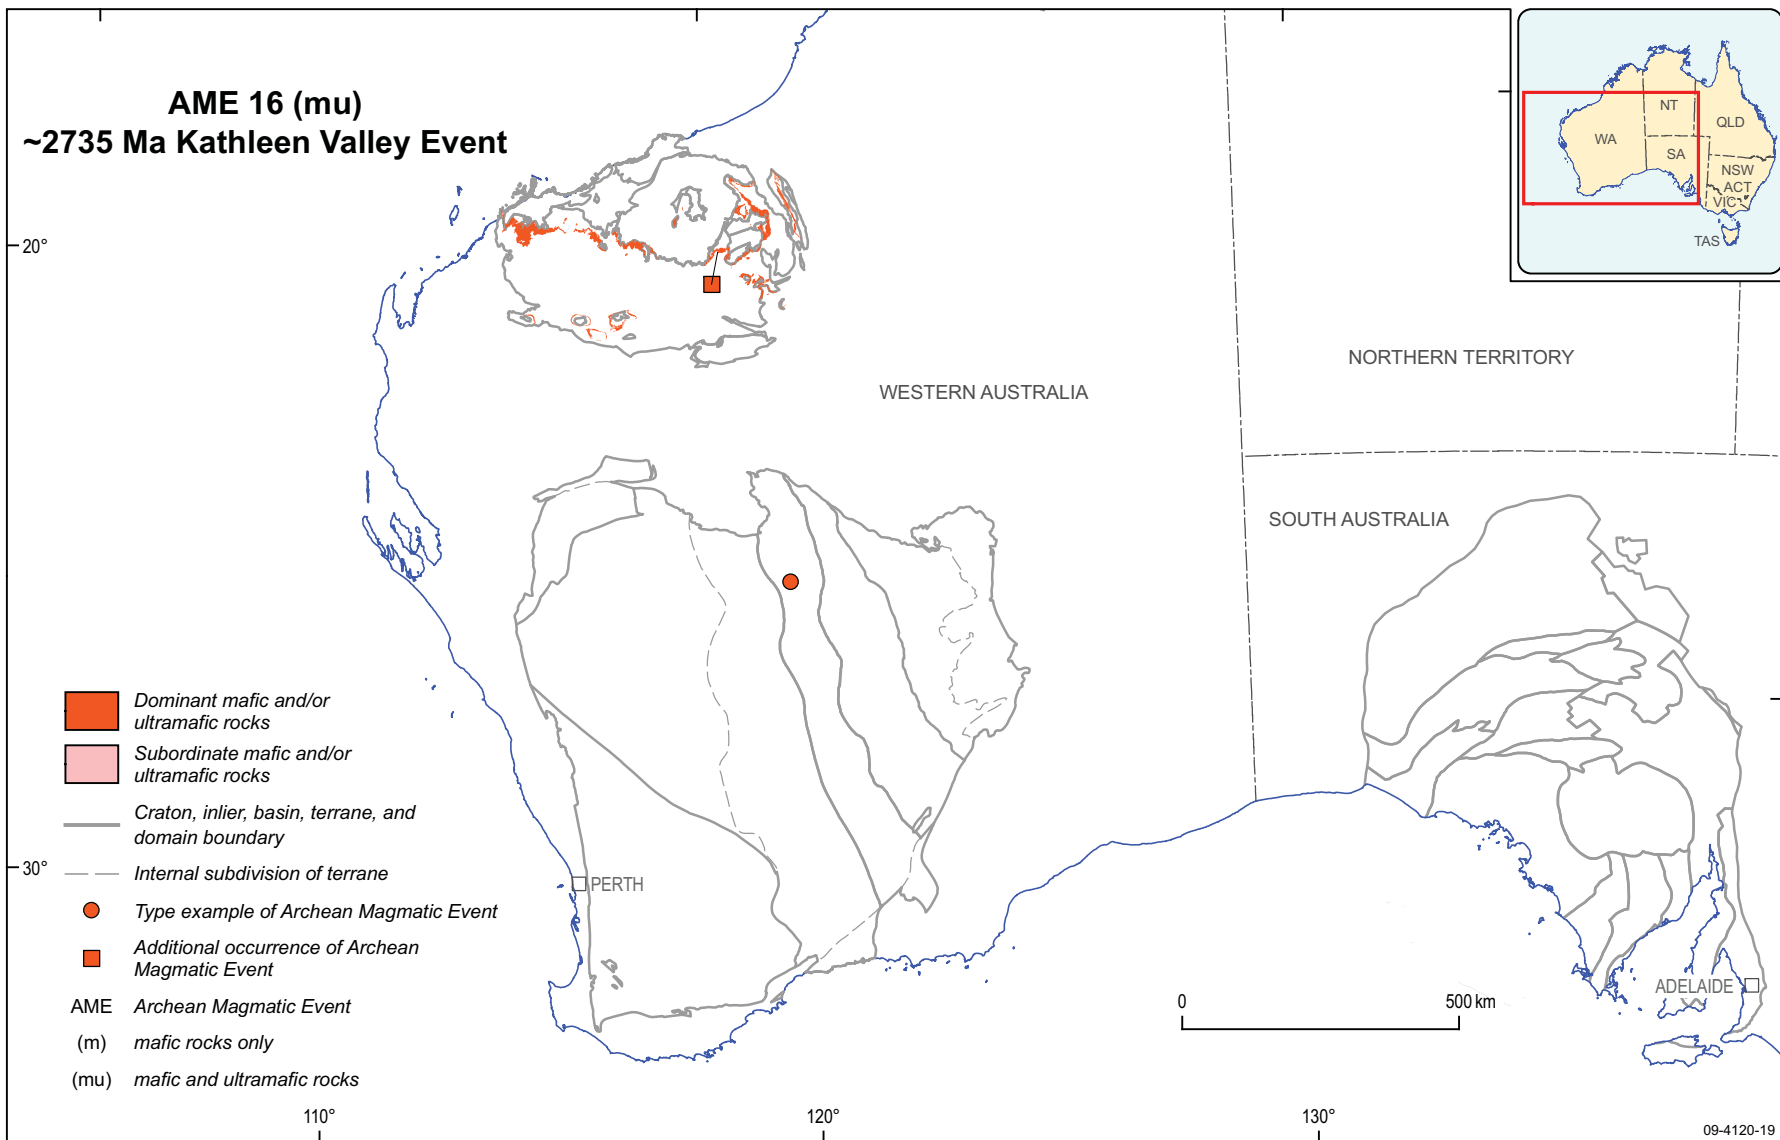 AME 16 (mu)
~2735 Ma Kathleen Valley Event
NT
QLD
WA
SA
NSW
ACT
VIC
TAS
20°
NORTHERN TERRITORY
WESTERN AUSTRALIA
SOUTH AUSTRALIA
Dominant mafic and/or
ultramafic rocks
Subordinate mafic and/or
ultramafic rocks
Craton, inlier, basin, terrane, and
domain boundary
30°
Internal subdivision of terrane
PERTH
Type example of Archean Magmatic Event
Additional occurrence of Archean
Magmatic Event
AME Archean Magmatic Event
(m) mafic rocks only
(mu) mafic and ultramafic rocks
ADELAIDE
0 500 km
110° 120° 130°
09-4120-19